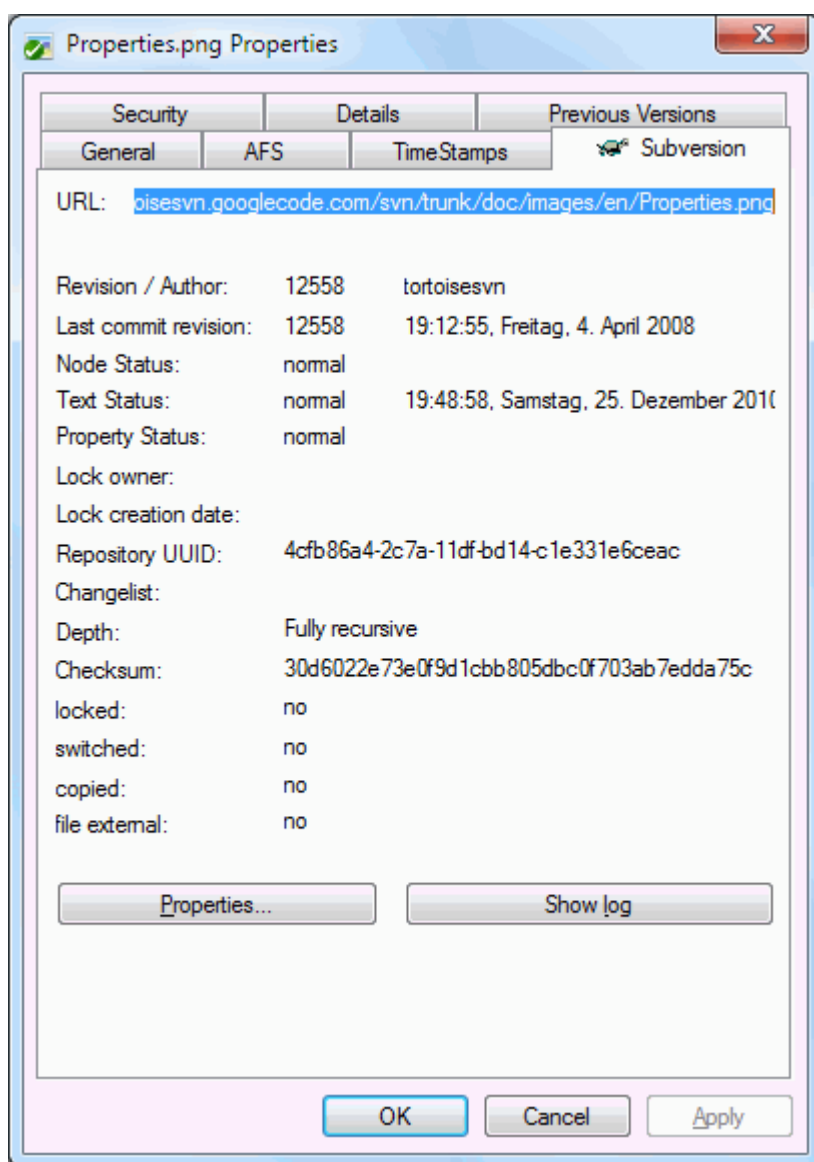 Properties.png Properties
Security Details Previous Versions
General AFS TimeStamps Subversion
URL: oisesvn.googlecode.com/svn/trunk/doc/images/en/Properties.png
Revision / Author: 12558 tortoisesvn
Last commit revision: 12558 19:12:55, Freitag, 4. April 2008
Node Status: normal
Text Status: normal 19:48:58, Samstag, 25. Dezember 2010
Property Status: normal
Lock owner:
Lock creation date:
Repository UUID: 4cfb86a4-2c7a-11df-bd14-c1e331e6ceac
Changelist:
Depth: Fully recursive
Checksum: 30d6022e73e0f9d1cbb805dbc0f703ab7edda75c
locked: no
switched: no
copied: no
file external: no
Properties... Show log
OK Cancel Apply